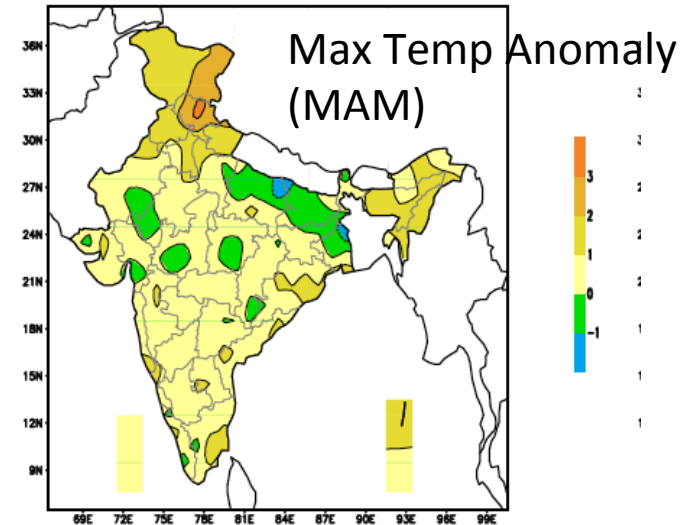 Max Temp Anomaly
(MAM)
36N
33N
30N
27N
24N
21N
18N
15N
12N
9N
69E 72E 75E 78E 81E 84E 87E 90E 93E 96E 99E
3
2
1
0
-1